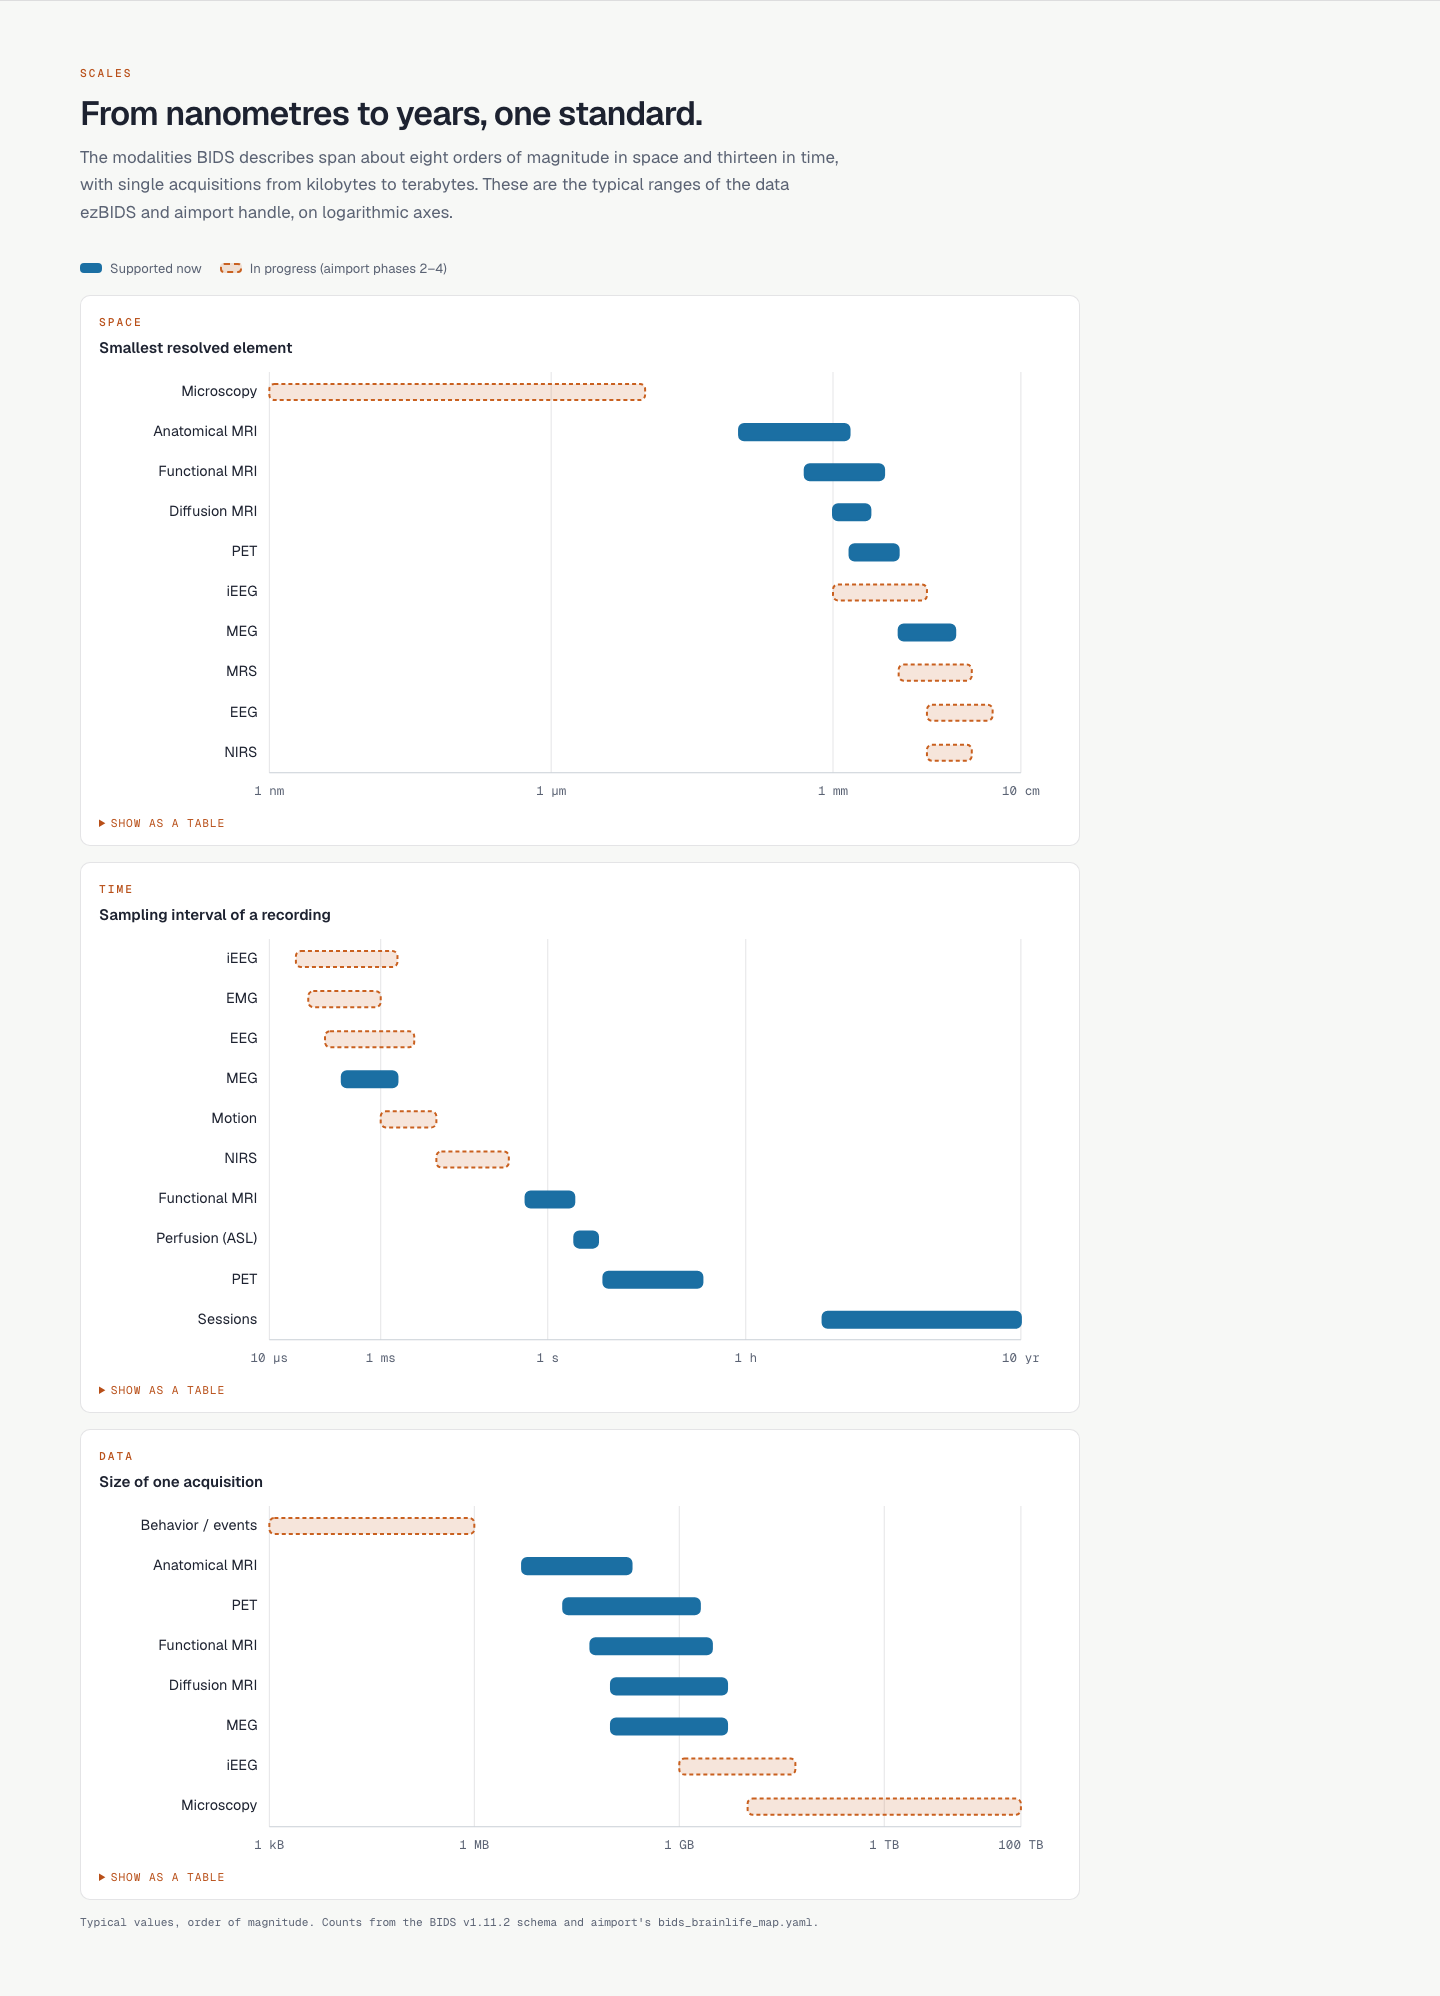 SCALES
From nanometres to years, one standard.
The modalities BIDS describes span about eight orders of magnitude in space and thirteen in time,
with single acquisitions from kilobytes to terabytes. These are the typical ranges of the data
ezBIDS and aimport handle, on logarithmic axes.
Supported now In progress (aimport phases 2–4)
SPACE
Smallest resolved element
Microscopy
Anatomical MRI
Functional MRI
Diffusion MRI
PET
iEEG
MEG
MRS
EEG
NIRS
1 nm 1 µm 1 mm 10 cm
▶ SHOW AS A TABLE
TIME
Sampling interval of a recording
iEEG
EMG
EEG
MEG
Motion
NIRS
Functional MRI
Perfusion (ASL)
PET
Sessions
10 µs 1 ms 1 s 1 h 10 yr
▶ SHOW AS A TABLE
DATA
Size of one acquisition
Behavior / events
Anatomical MRI
PET
Functional MRI
Diffusion MRI
MEG
iEEG
Microscopy
1 kB 1 MB 1 GB 1 TB 100 TB
▶ SHOW AS A TABLE
Typical values, order of magnitude. Counts from the BIDS v1.11.2 schema and aimport's bids_brainlife_map.yaml.